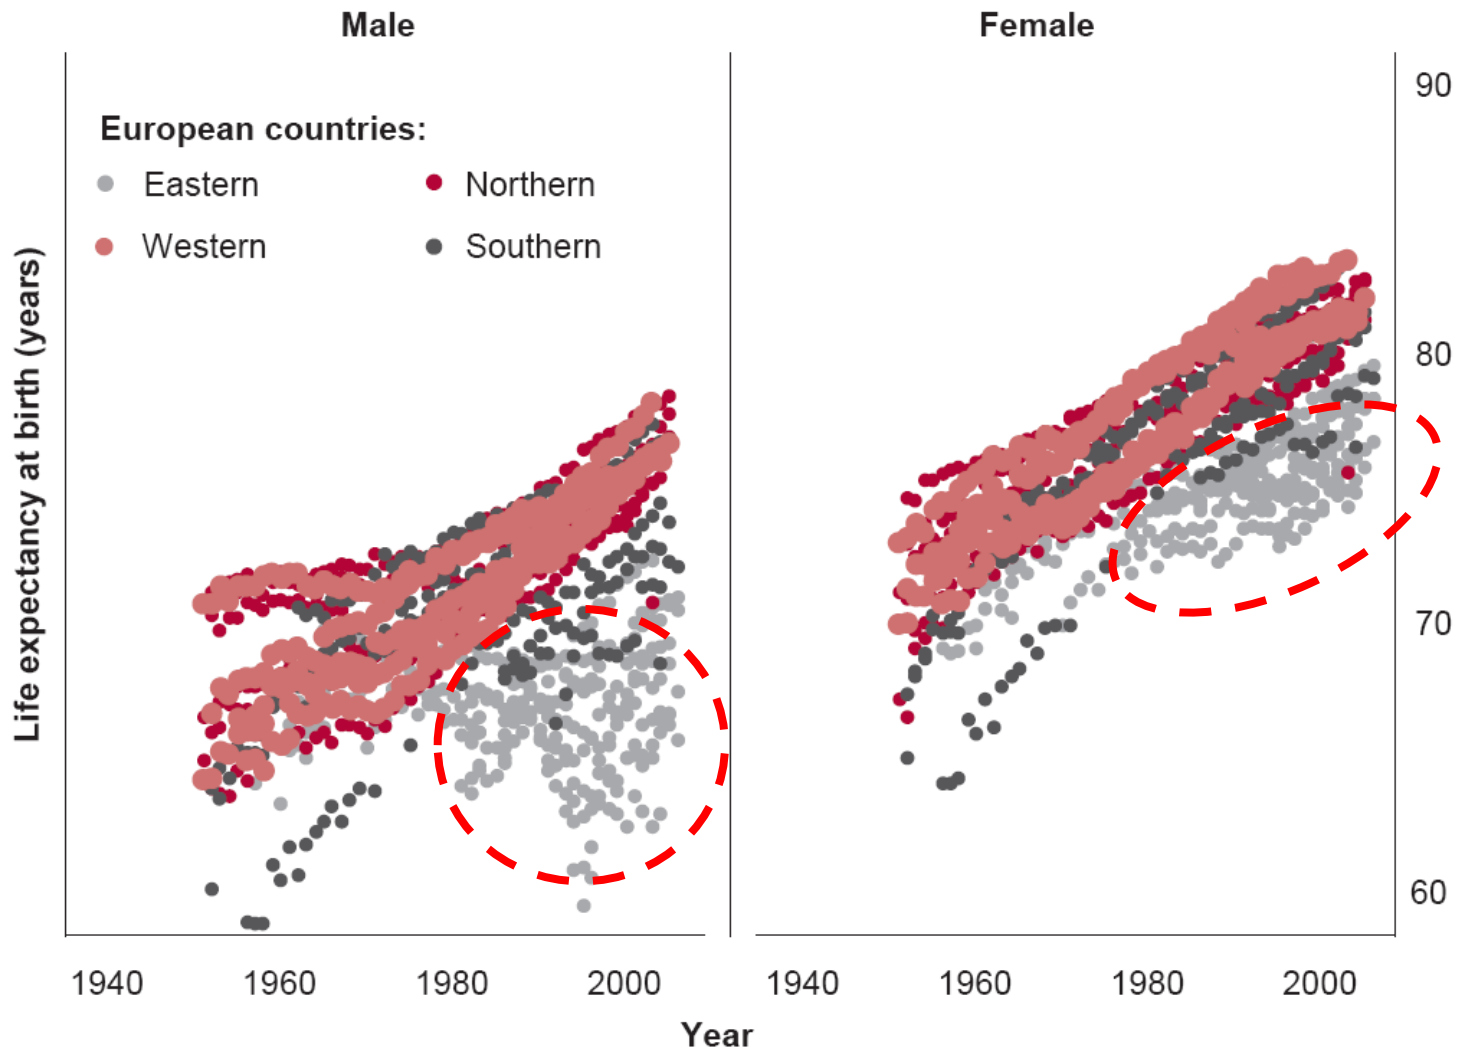 Male Female
European countries:
Eastern Northern
Western Southern
Life expectancy at birth (years)
90
80
70
60
1940 1960 1980 2000 1940 1960 1980 2000
Year